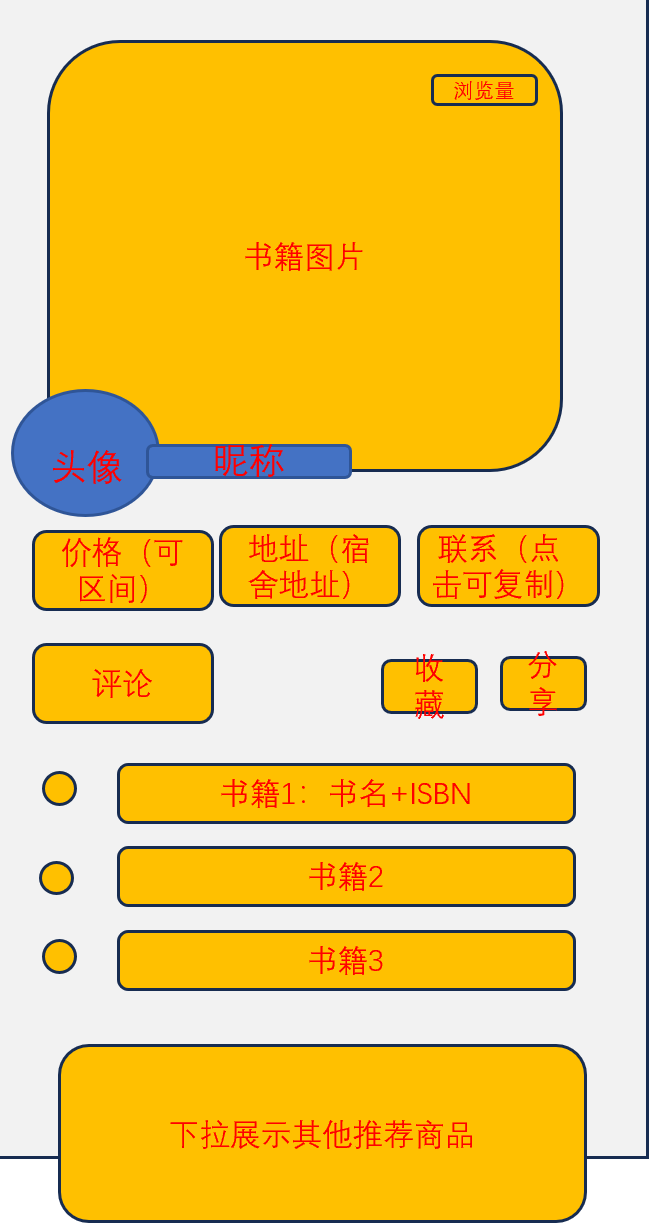 浏览量
书籍图片
头像
昵称
价格（可
区间）
地址（宿
舍地址）
联系（点
击可复制）
评论
收
藏
分
享
书籍1：书名+ISBN
书籍2
书籍3
下拉展示其他推荐商品